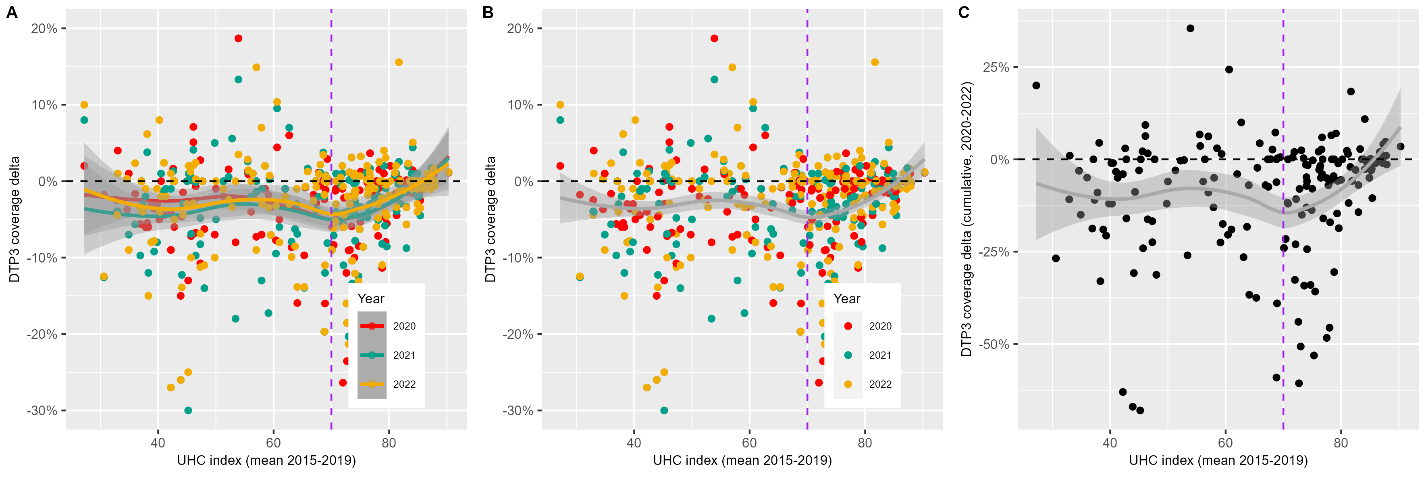 A
DTP3 coverage delta
20%
10%
0%
-10%
-20%
-30%
40
60
80
UHC index (mean 2015-2019)
Year
2020
2021
2022
B
DTP3 coverage delta
20%
10%
0%
-10%
-20%
-30%
40
60
80
UHC index (mean 2015-2019)
Year
2020
2021
2022
C
DTP3 coverage delta (cumulative, 2020-2022)
25%
0%
-25%
-50%
40
60
80
UHC index (mean 2015-2019)